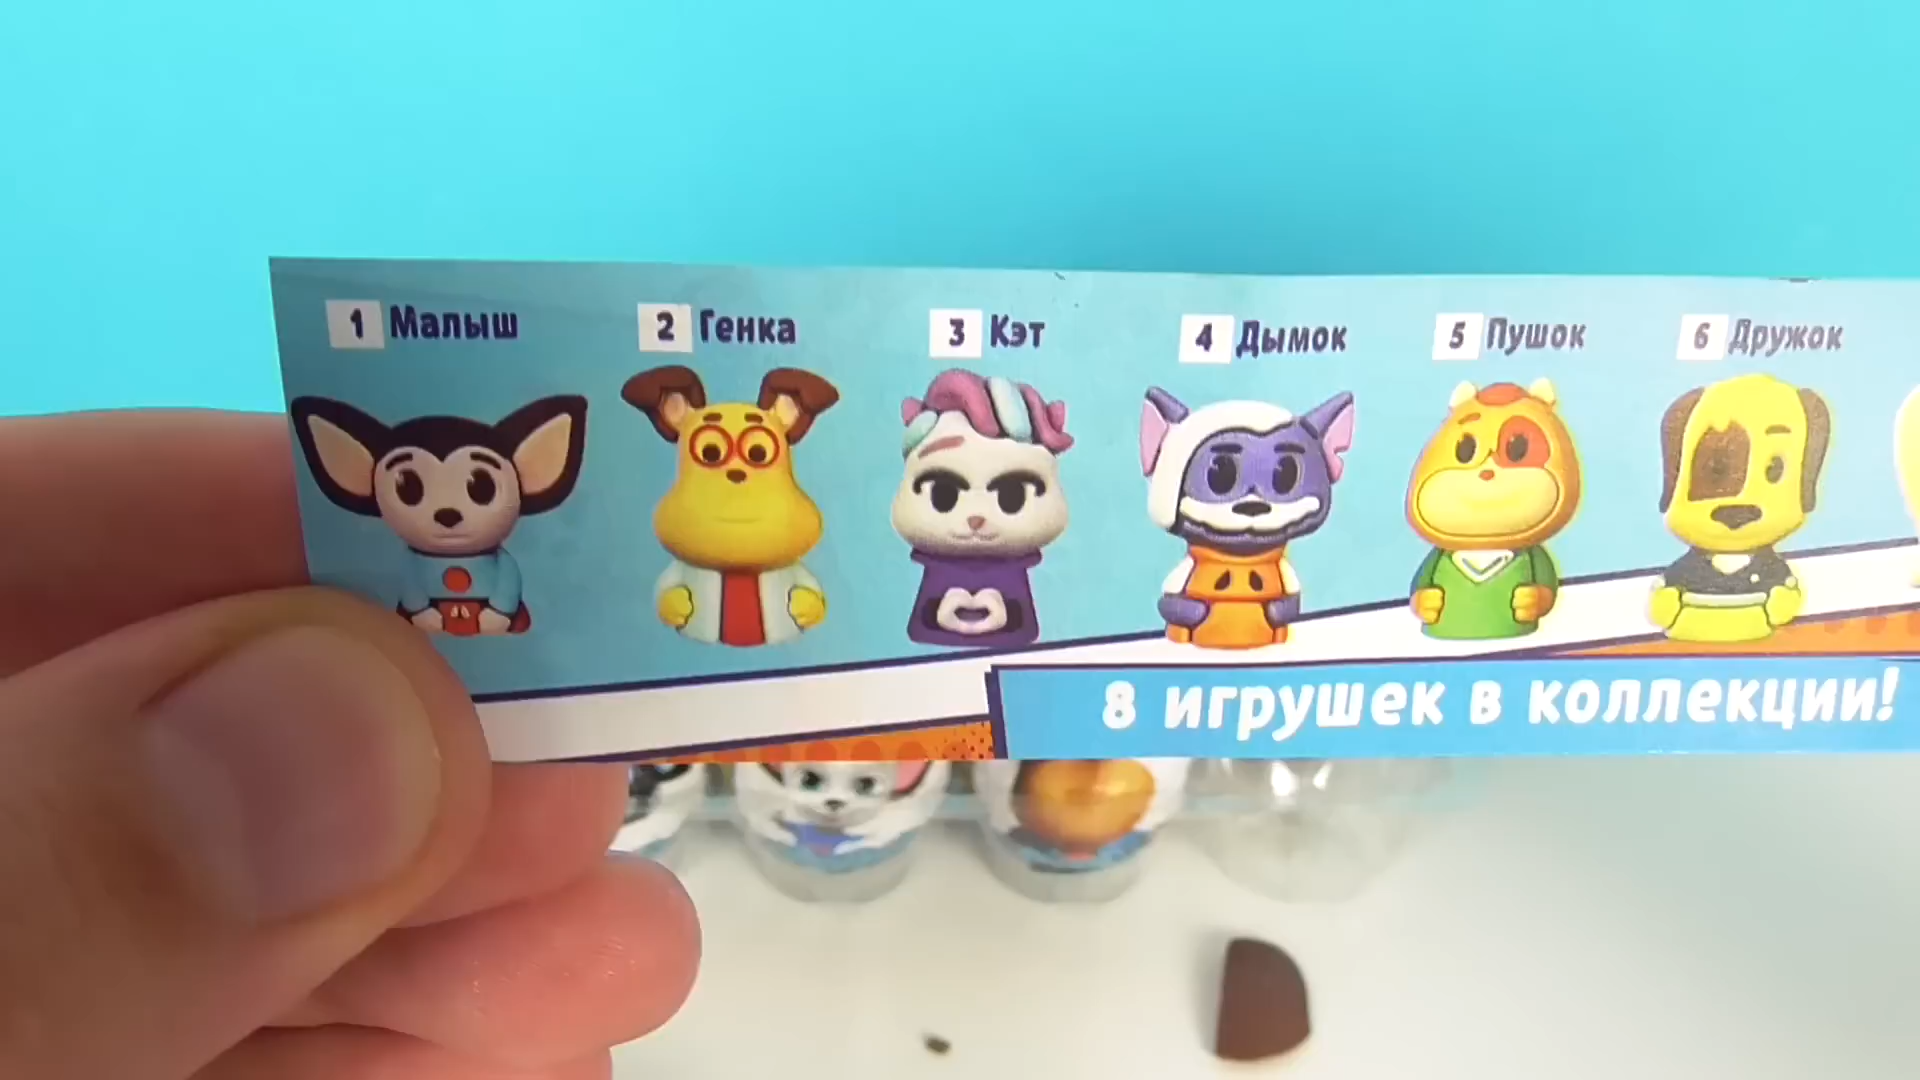 1 Малыш
2 Генка
3 Кэт
4 Дымок
5 Пушок
6 Дружок
8 игрушек в коллекции!